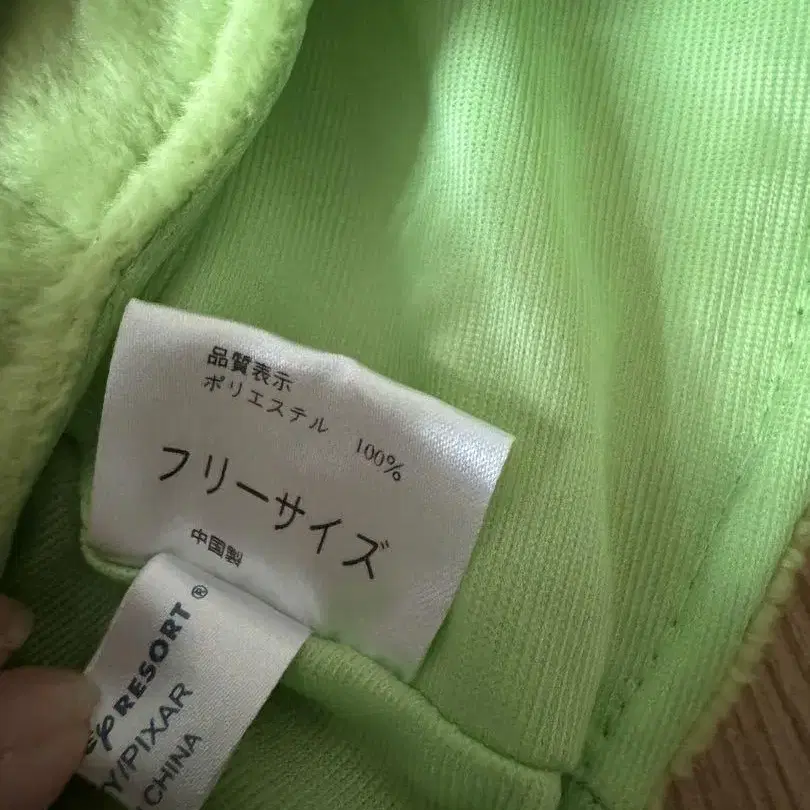 品質表示
ポリエステル 100%
フリーサイズ
中国製
RESORT®
/PIXAR
CHINA